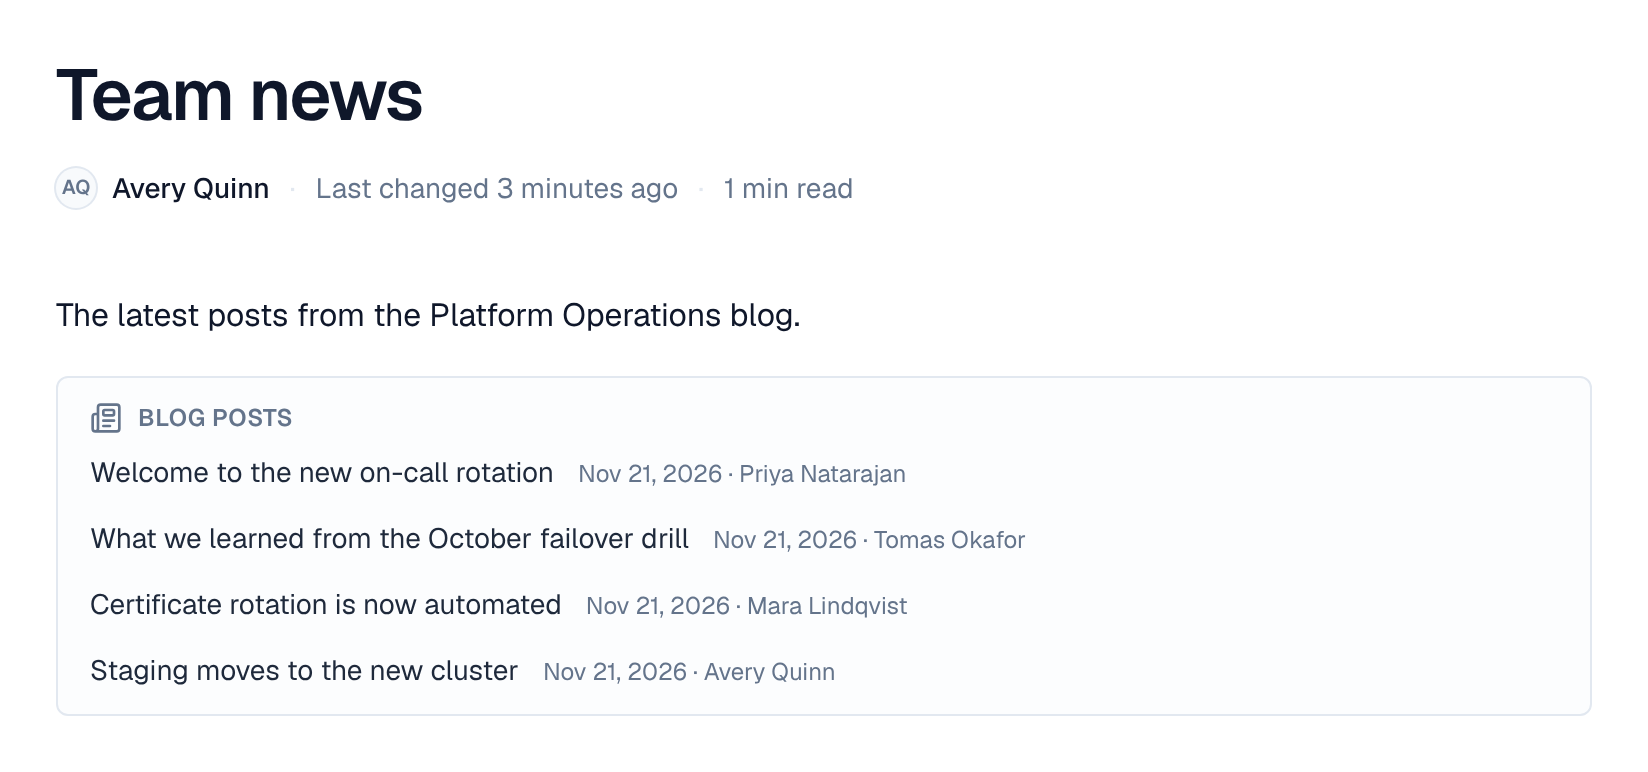 Team news
AQ Avery Quinn · Last changed 3 minutes ago · 1 min read
The latest posts from the Platform Operations blog.
BLOG POSTS
Welcome to the new on-call rotation Nov 21, 2026 · Priya Natarajan
What we learned from the October failover drill Nov 21, 2026 · Tomas Okafor
Certificate rotation is now automated Nov 21, 2026 · Mara Lindqvist
Staging moves to the new cluster Nov 21, 2026 · Avery Quinn